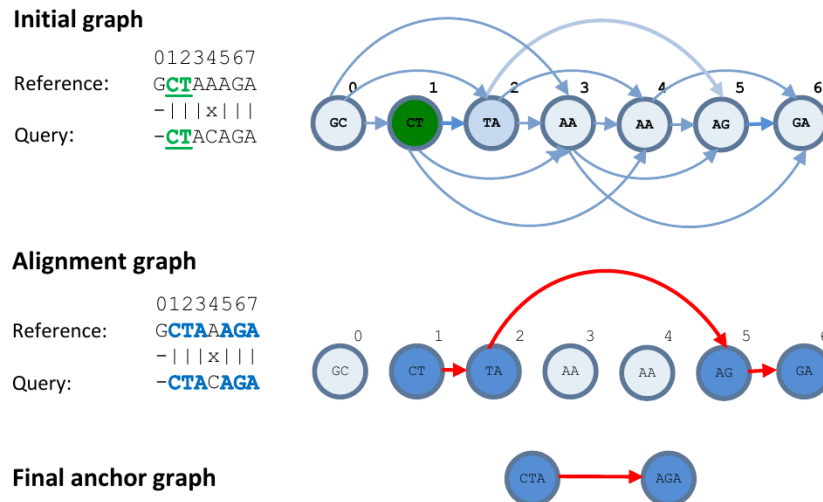 Initial graph
01234567
Reference: GCTAAAGA
-|||x|||
Query: -CTACAGA
0 1 2 3 4 5 6
GC CT TA AA AA AG GA
Alignment graph
01234567
Reference: GCTAAAGA
-|||x|||
Query: -CTACAGA
0 1 2 3 4 5 6
GC CT TA AA AA AG GA
Final anchor graph
CTA AGA